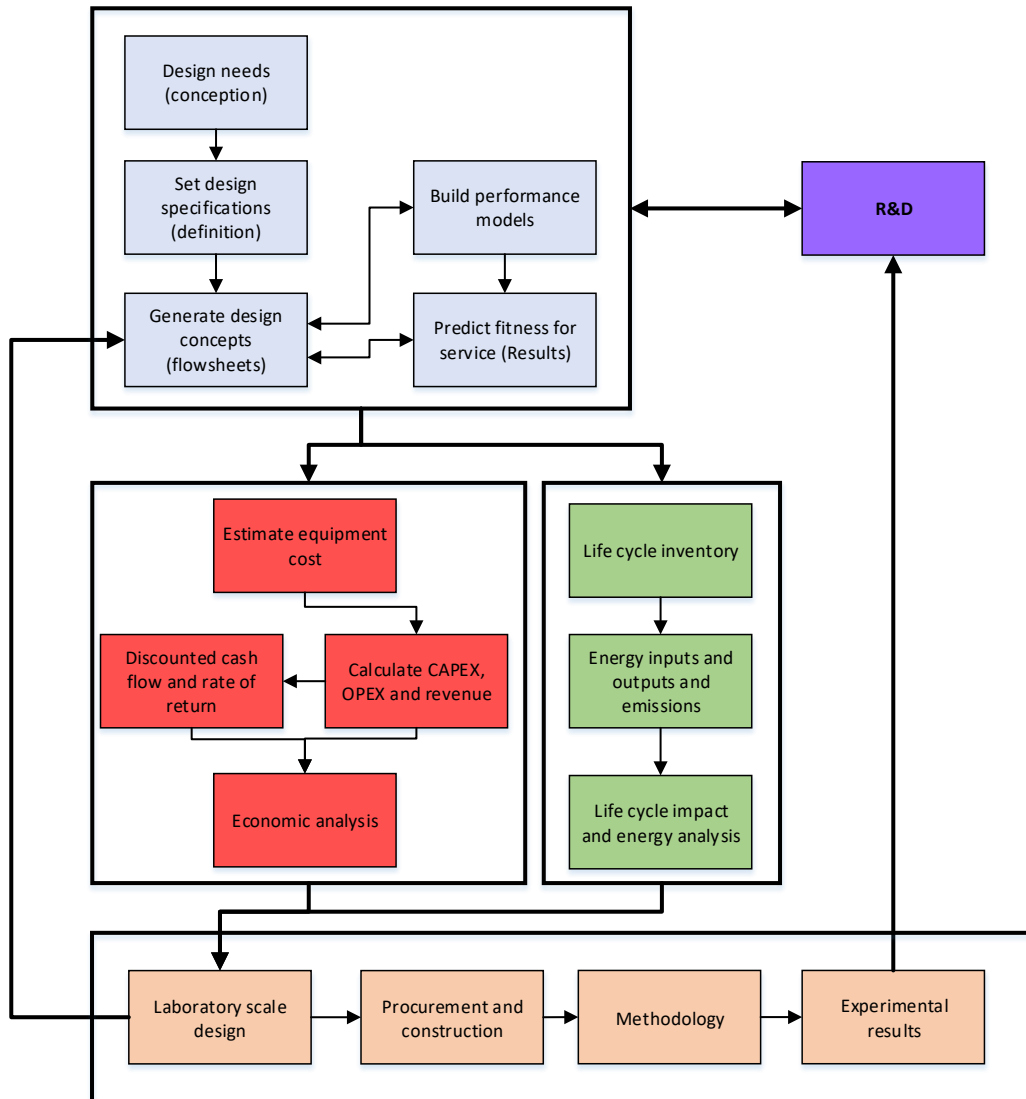 Design needs
(conception)
Set design
specifications
(definition)
Build performance
models
R&D
Generate design
concepts
(flowsheets)
Predict fitness for
service (Results)
Estimate equipment
cost
Life cycle inventory
Discounted cash
flow and rate of
return
Calculate CAPEX,
OPEX and revenue
Energy inputs and
outputs and
emissions
Economic analysis
Life cycle impact
and energy analysis
Laboratory scale
design
Procurement and
construction
Methodology
Experimental
results